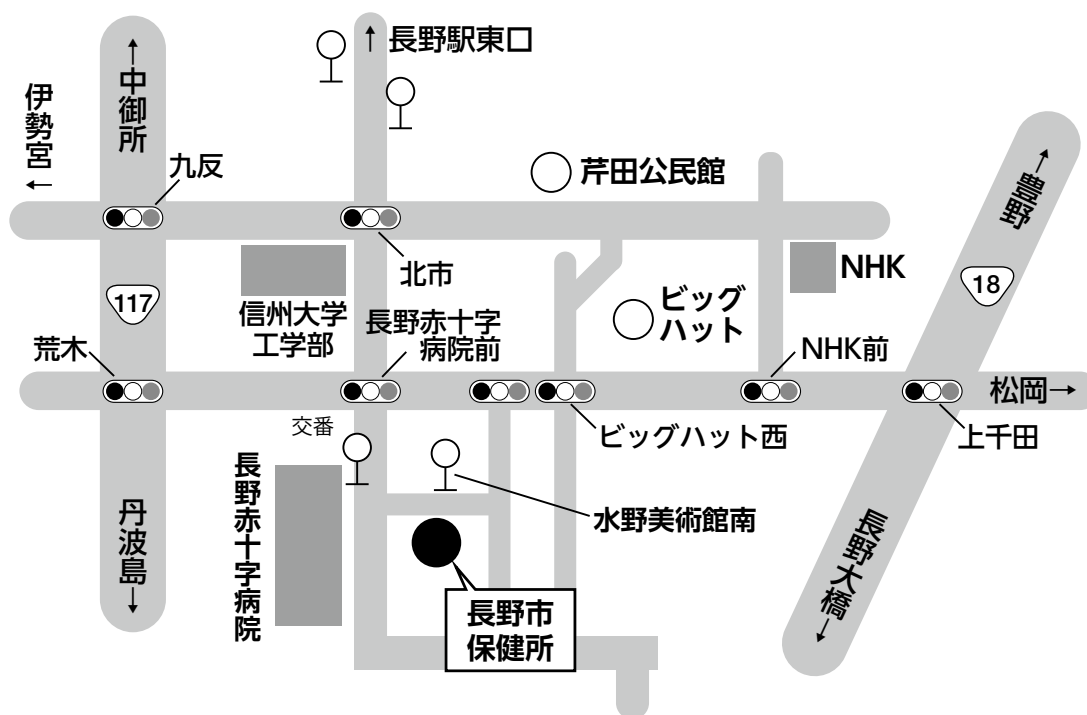 長野駅東口
中御所
伊勢宮
九反
芹田公民館
豊野
北市
NHK
18
117
信州大学
工学部
長野赤十字
病院前
ビッグ
ハット
荒木
NHK前
松岡
交番
ビッグハット西
上千田
長野赤十字病院
丹波島
水野美術館南
長野大橋
長野市
保健所